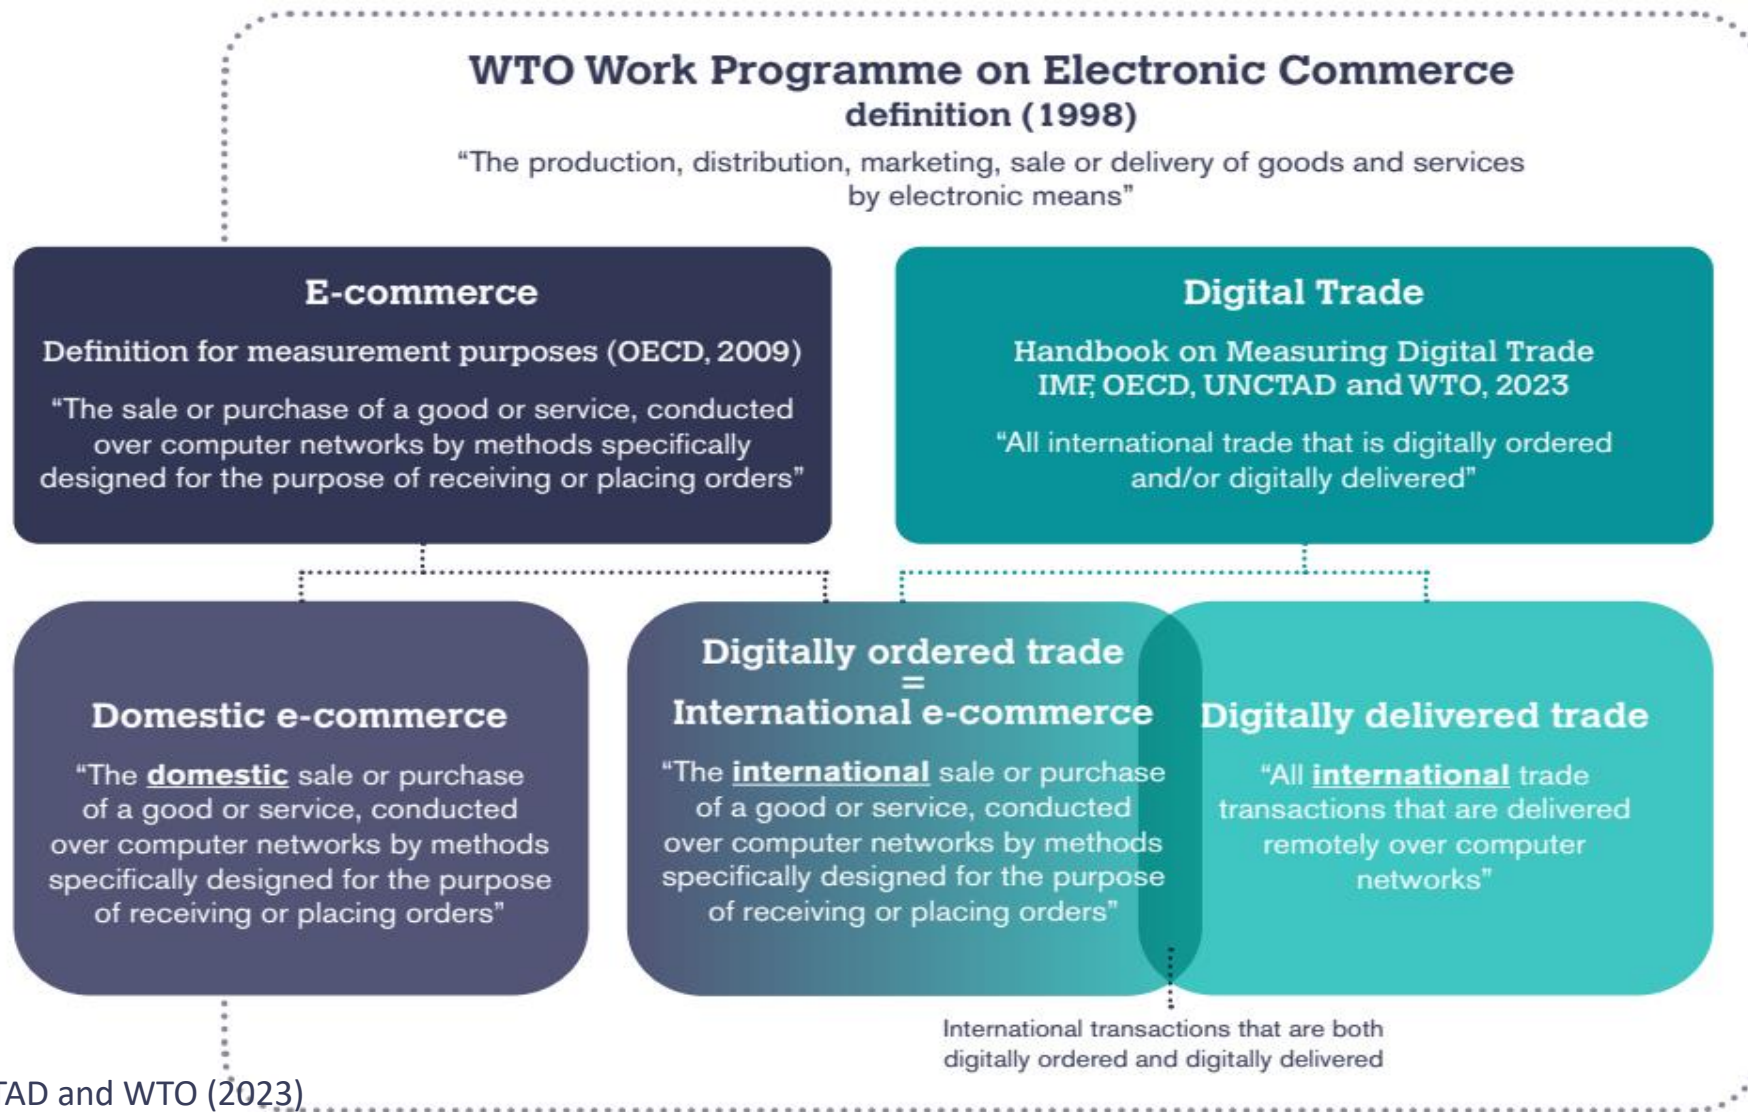 WTO Work Programme on Electronic Commerce
definition (1998)
“The production, distribution, marketing, sale or delivery of goods and services
by electronic means”
E-commerce
Definition for measurement purposes (OECD, 2009)
“The sale or purchase of a good or service, conducted
over computer networks by methods specifically
designed for the purpose of receiving or placing orders”
Digital Trade
Handbook on Measuring Digital Trade
IMF, OECD, UNCTAD and WTO, 2023
“All international trade that is digitally ordered
and/or digitally delivered”
Domestic e-commerce
“The domestic sale or purchase
of a good or service, conducted
over computer networks by methods
specifically designed for the purpose
of receiving or placing orders”
Digitally ordered trade
=
International e-commerce
“The international sale or purchase
of a good or service, conducted
over computer networks by methods
specifically designed for the purpose
of receiving or placing orders”
Digitally delivered trade
“All international trade
transactions that are delivered
remotely over computer
networks”
International transactions that are both
digitally ordered and digitally delivered
TAD and WTO (2023)